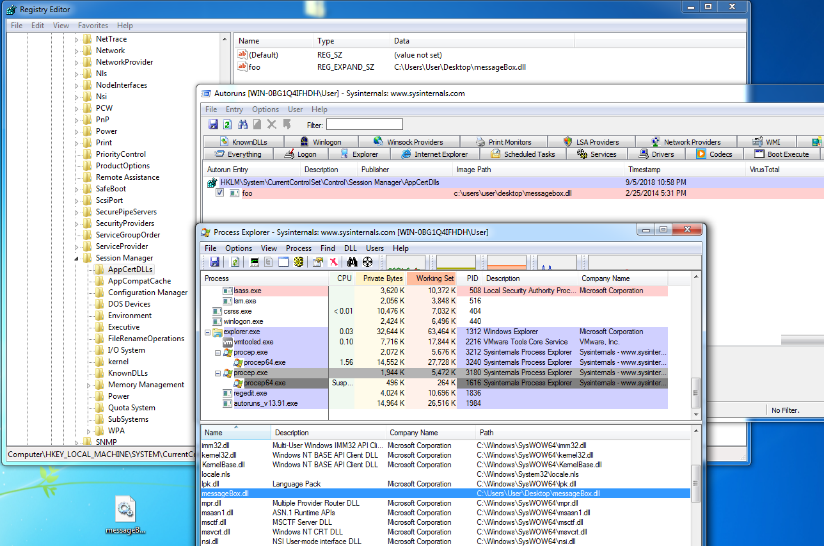 Registry Editor
File Edit View Favorites Help
NetTrace
Network
NetworkProvider
Nls
NodeInterfaces
Nsi
PCW
PnP
Power
Print
PriorityControl
ProductOptions
Remote Assistance
SafeBoot
ScsiPort
SecurePipeServers
SecurityProviders
ServiceGroupOrder
ServiceProvider
Session Manager
AppCertDLLs
AppCompatCache
Configuration Manager
DOS Devices
Environment
Executive
FileRenameOperations
I/O System
kernel
KnownDLLs
Memory Management
Power
Quota System
SubSystems
WPA
SNMP
Computer\HKEY_LOCAL_MACHINE\SYSTEM\CurrentCo
Name Type Data
(Default) REG_SZ (value not set)
foo REG_EXPAND_SZ C:\Users\User\Desktop\messageBox.dll
Autoruns [WIN-0BG1Q4IFHDH\User] - Sysinternals: www.sysinternals.com
File Entry Options User Help
Filter:
KnownDLLs Winlogon Winsock Providers Print Monitors LSA Providers Network Providers WMI
Everything Logon Explorer Internet Explorer Scheduled Tasks Services Drivers Codecs Boot Execute
Autorun Entry Description Publisher Image Path Timestamp VirusTotal
HKLM\System\CurrentControlSet\Control\Session Manager\AppCertDlls 9/5/2018 10:58 PM
foo c:\users\user\desktop\messagebox.dll 2/25/2014 5:31 PM
No Filter.
Process Explorer - Sysinternals: www.sysinternals.com [WIN-0BG1Q4IFHDH\User]
File Options View Process Find DLL Users Help
Process CPU Private Bytes Working Set PID Description Company Name
lsass.exe 3,620 K 10,372 K 508 Local Security Authority Proc... Microsoft Corporation
lsm.exe 2,056 K 3,848 K 516
csrss.exe < 0.01 10,476 K 7,032 K 404
winlogon.exe 2,424 K 6,496 K 440
explorer.exe 0.03 32,644 K 63,464 K 1312 Windows Explorer Microsoft Corporation
vmtoolsd.exe 0.10 7,716 K 17,844 K 2216 VMware Tools Core Service VMware, Inc.
procexp.exe 2,072 K 5,676 K 3212 Sysinternals Process Explorer Sysinternals - www.sysinter...
procexp64.exe 1.56 14,552 K 27,728 K 3240 Sysinternals Process Explorer Sysinternals - www.sysinter...
procexp.exe 1,944 K 5,472 K 3180 Sysinternals Process Explorer Sysinternals - www.sysinter...
procexp64.exe Susp... 496 K 264 K 1616 Sysinternals Process Explorer Sysinternals - www.sysinter...
regedit.exe 4,024 K 10,696 K 1836
autoruns_v13.91.exe 14,964 K 26,516 K 1984
Name Description Company Name Path
imm32.dll Multi-User Windows IMM32 API Cli... Microsoft Corporation C:\Windows\SysWOW64\imm32.dll
kernel32.dll Windows NT BASE API Client DLL Microsoft Corporation C:\Windows\SysWOW64\kernel32.dll
KernelBase.dll Windows NT BASE API Client DLL Microsoft Corporation C:\Windows\SysWOW64\KernelBase.dll
locale.nls C:\Windows\System32\locale.nls
lpk.dll Language Pack Microsoft Corporation C:\Windows\SysWOW64\lpk.dll
messageBox.dll C:\Users\User\Desktop\messageBox.dll
mpr.dll Multiple Provider Router DLL Microsoft Corporation C:\Windows\SysWOW64\mpr.dll
msasn1.dll ASN.1 Runtime APIs Microsoft Corporation C:\Windows\SysWOW64\msasn1.dll
msctf.dll MSCTF Server DLL Microsoft Corporation C:\Windows\SysWOW64\msctf.dll
msvcrt.dll Windows NT CRT DLL Microsoft Corporation C:\Windows\SysWOW64\msvcrt.dll
nsi.dll NSI User-mode interface DLL Microsoft Corporation C:\Windows\SysWOW64\nsi.dll
messageB...